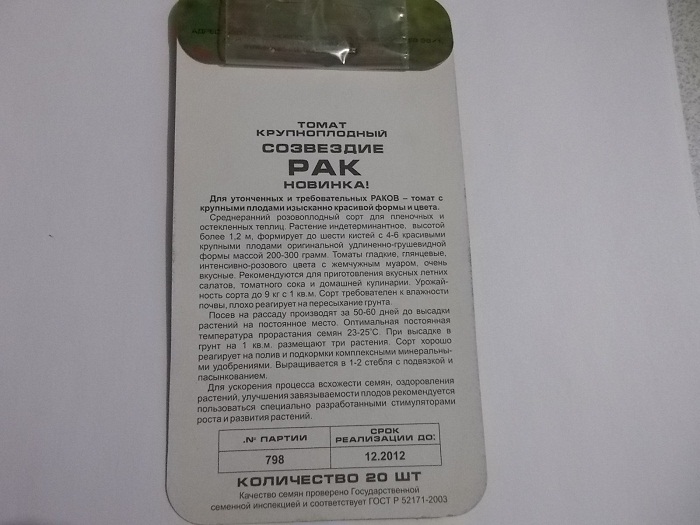 ТОМАТ
КРУПНОПЛОДНЫЙ
СОЗВЕЗДИЕ
РАК
НОВИНКА!
Для утонченных и требовательных РАКОВ – томат с
крупными плодами изысканно красивой формы и цвета.
Среднеранний розовоплодный сорт для пленочных и
остекленных теплиц. Растение индетерминантное, высотой
более 1,2 м, формирует до шести кистей с 4-6 красивыми
крупными плодами оригинальной удлиненно-грушевидной
формы массой 200-300 грамм. Томаты гладкие, глянцевые,
интенсивно-розового цвета с жемчужным муаром, очень
вкусные. Рекомендуются для приготовления вкусных летних
салатов, томатного сока и домашней кулинарии. Урожай-
ность сорта до 9 кг с 1 кв.м. Сорт требователен к влажности
почвы, плохо реагирует на пересыхание грунта.
Посев на рассаду производят за 50-60 дней до высадки
растений на постоянное место. Оптимальная постоянная
температура прорастания семян 23-25°С. При высадке в
грунт на 1 кв.м. размещают три растения. Сорт хорошо
реагирует на полив и подкормки комплексными минеральны-
ми удобрениями. Выращивается в 1-2 стебля с подвязкой и
пасынкованием.
Для ускорения процесса всхожести семян, оздоровления
растений, улучшения завязываемости плодов рекомендуется
пользоваться специально разработанными стимуляторами
роста и развития растений.
.№ ПАРТИИ СРОК
РЕАЛИЗАЦИИ ДО:
798 12.2012
КОЛИЧЕСТВО 20 ШТ
Качество семян проверено Государственной
семенной инспекцией и соответствует ГОСТ Р 52171-2003